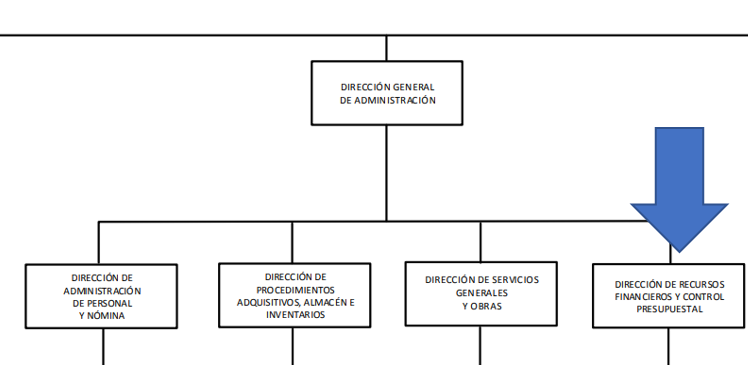 DIRECCIÓN GENERAL
DE ADMINISTRACIÓN
DIRECCIÓN DE
ADMINISTRACIÓN
DE PERSONAL
Y NÓMINA
DIRECCIÓN DE
PROCEDIMIENTOS
ADQUISITIVOS, ALMACÉN E
INVENTARIOS
DIRECCIÓN DE SERVICIOS
GENERALES
Y OBRAS
DIRECCIÓN DE RECURSOS
FINANCIEROS Y CONTROL
PRESUPUESTAL